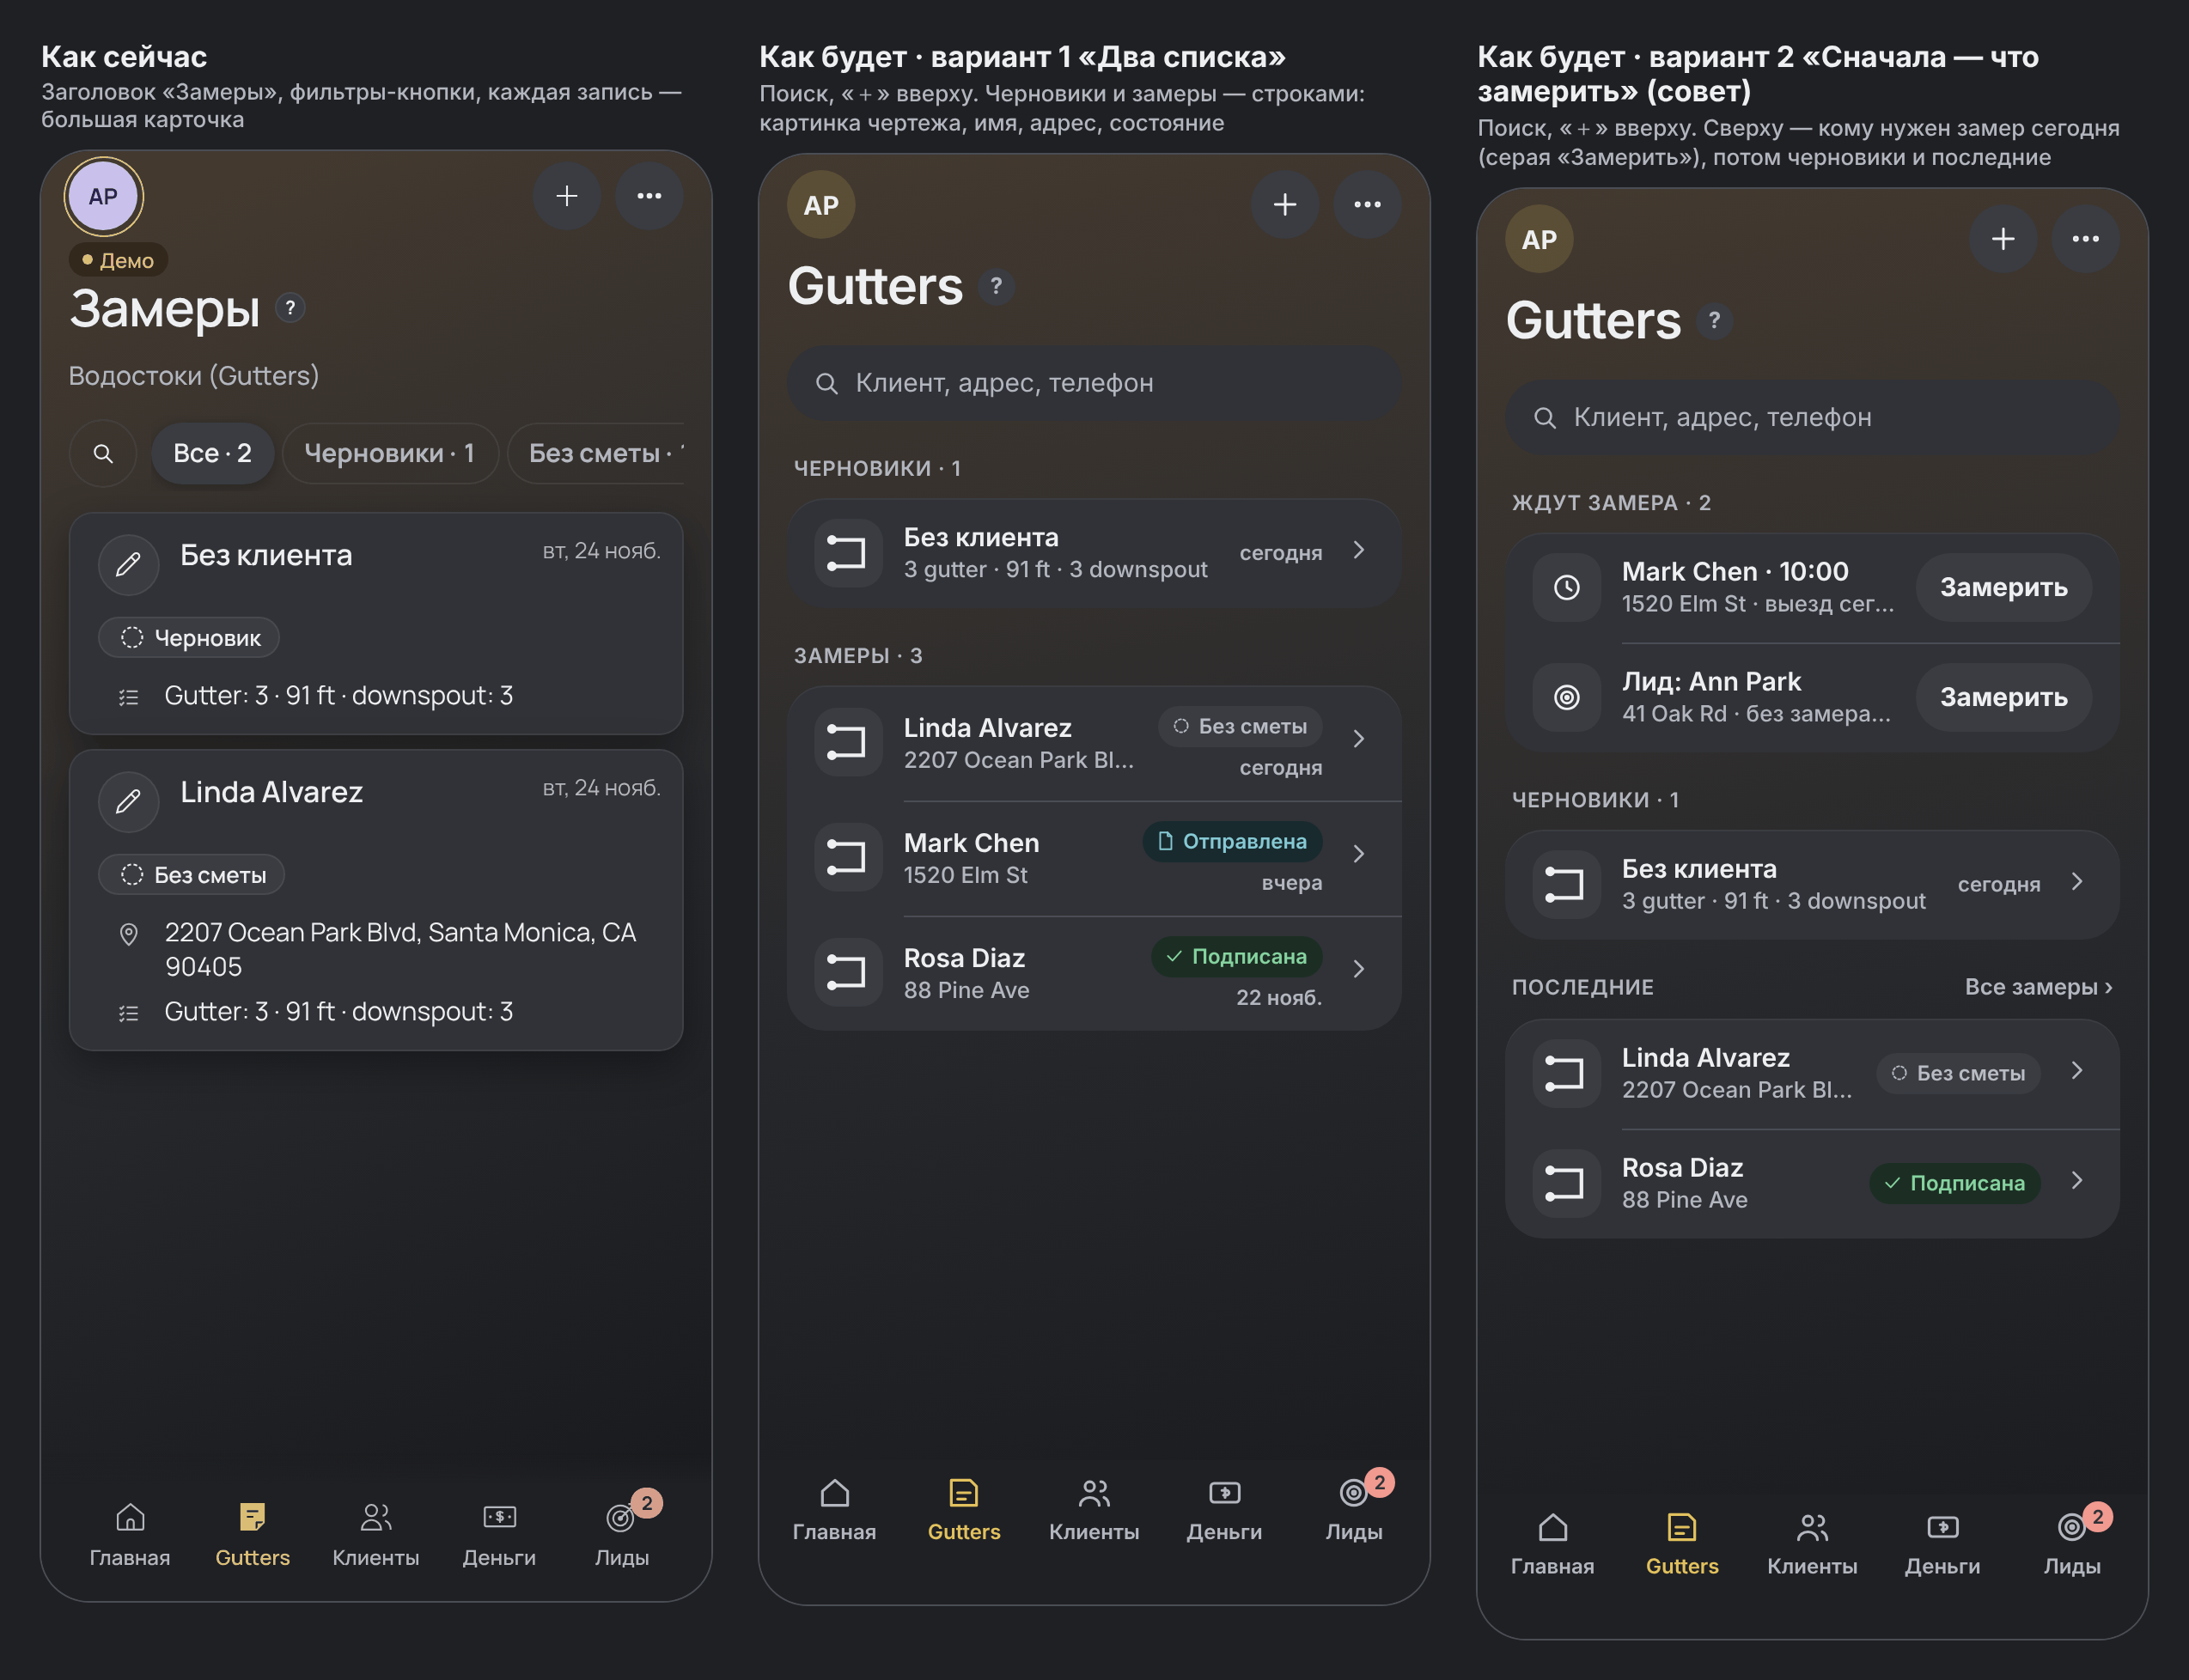 Как сейчас
Заголовок «Замеры», фильтры-кнопки, каждая запись —
большая карточка
AP
Демо
Замеры ?
Водостоки (Gutters)
Все · 2
Черновики · 1
Без сметы ·
Без клиента
вт, 24 нояб.
Черновик
Gutter: 3 · 91 ft · downspout: 3
Linda Alvarez
вт, 24 нояб.
Без сметы
2207 Ocean Park Blvd, Santa Monica, CA
90405
Gutter: 3 · 91 ft · downspout: 3
Главная
Gutters
Клиенты
Деньги
2
Лиды
Как будет · вариант 1 «Два списка»
Поиск, «+» вверху. Черновики и замеры — строками:
картинка чертежа, имя, адрес, состояние
AP
Gutters ?
Клиент, адрес, телефон
ЧЕРНОВИКИ · 1
Без клиента
3 gutter · 91 ft · 3 downspout
сегодня
ЗАМЕРЫ · 3
Linda Alvarez
2207 Ocean Park Bl...
Без сметы
сегодня
Mark Chen
1520 Elm St
Отправлена
вчера
Rosa Diaz
88 Pine Ave
Подписана
22 нояб.
Главная
Gutters
Клиенты
Деньги
2
Лиды
Как будет · вариант 2 «Сначала — что
замерить» (совет)
Поиск, «+» вверху. Сверху — кому нужен замер сегодня
(серая «Замерить»), потом черновики и последние
AP
Gutters ?
Клиент, адрес, телефон
ЖДУТ ЗАМЕРА · 2
Mark Chen · 10:00
1520 Elm St · выезд сег...
Замерить
Лид: Ann Park
41 Oak Rd · без замера...
Замерить
ЧЕРНОВИКИ · 1
Без клиента
3 gutter · 91 ft · 3 downspout
сегодня
ПОСЛЕДНИЕ
Все замеры ›
Linda Alvarez
2207 Ocean Park Bl...
Без сметы
Rosa Diaz
88 Pine Ave
Подписана
Главная
Gutters
Клиенты
Деньги
2
Лиды